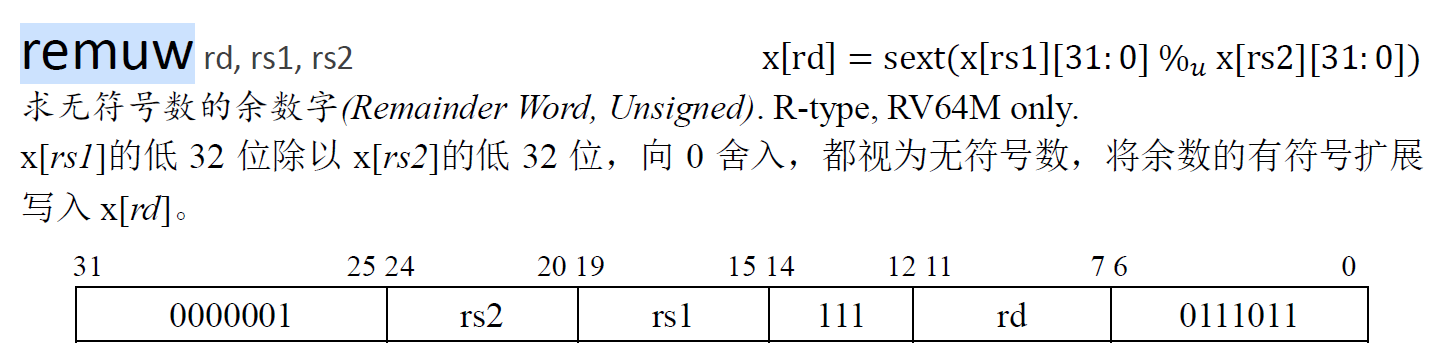 remuw rd, rs1, rs2 x[rd] = sext(x[rs1][31: 0] %u x[rs2][31: 0])
求无符号数的余数字(Remainder Word, Unsigned). R-type, RV64M only.
x[rs1]的低 32 位除以 x[rs2]的低 32 位，向 0 舍入，都视为无符号数，将余数的有符号扩展
写入 x[rd]。
31 25 24 20 19 15 14 12 11 7 6 0
0000001 rs2 rs1 111 rd 0111011